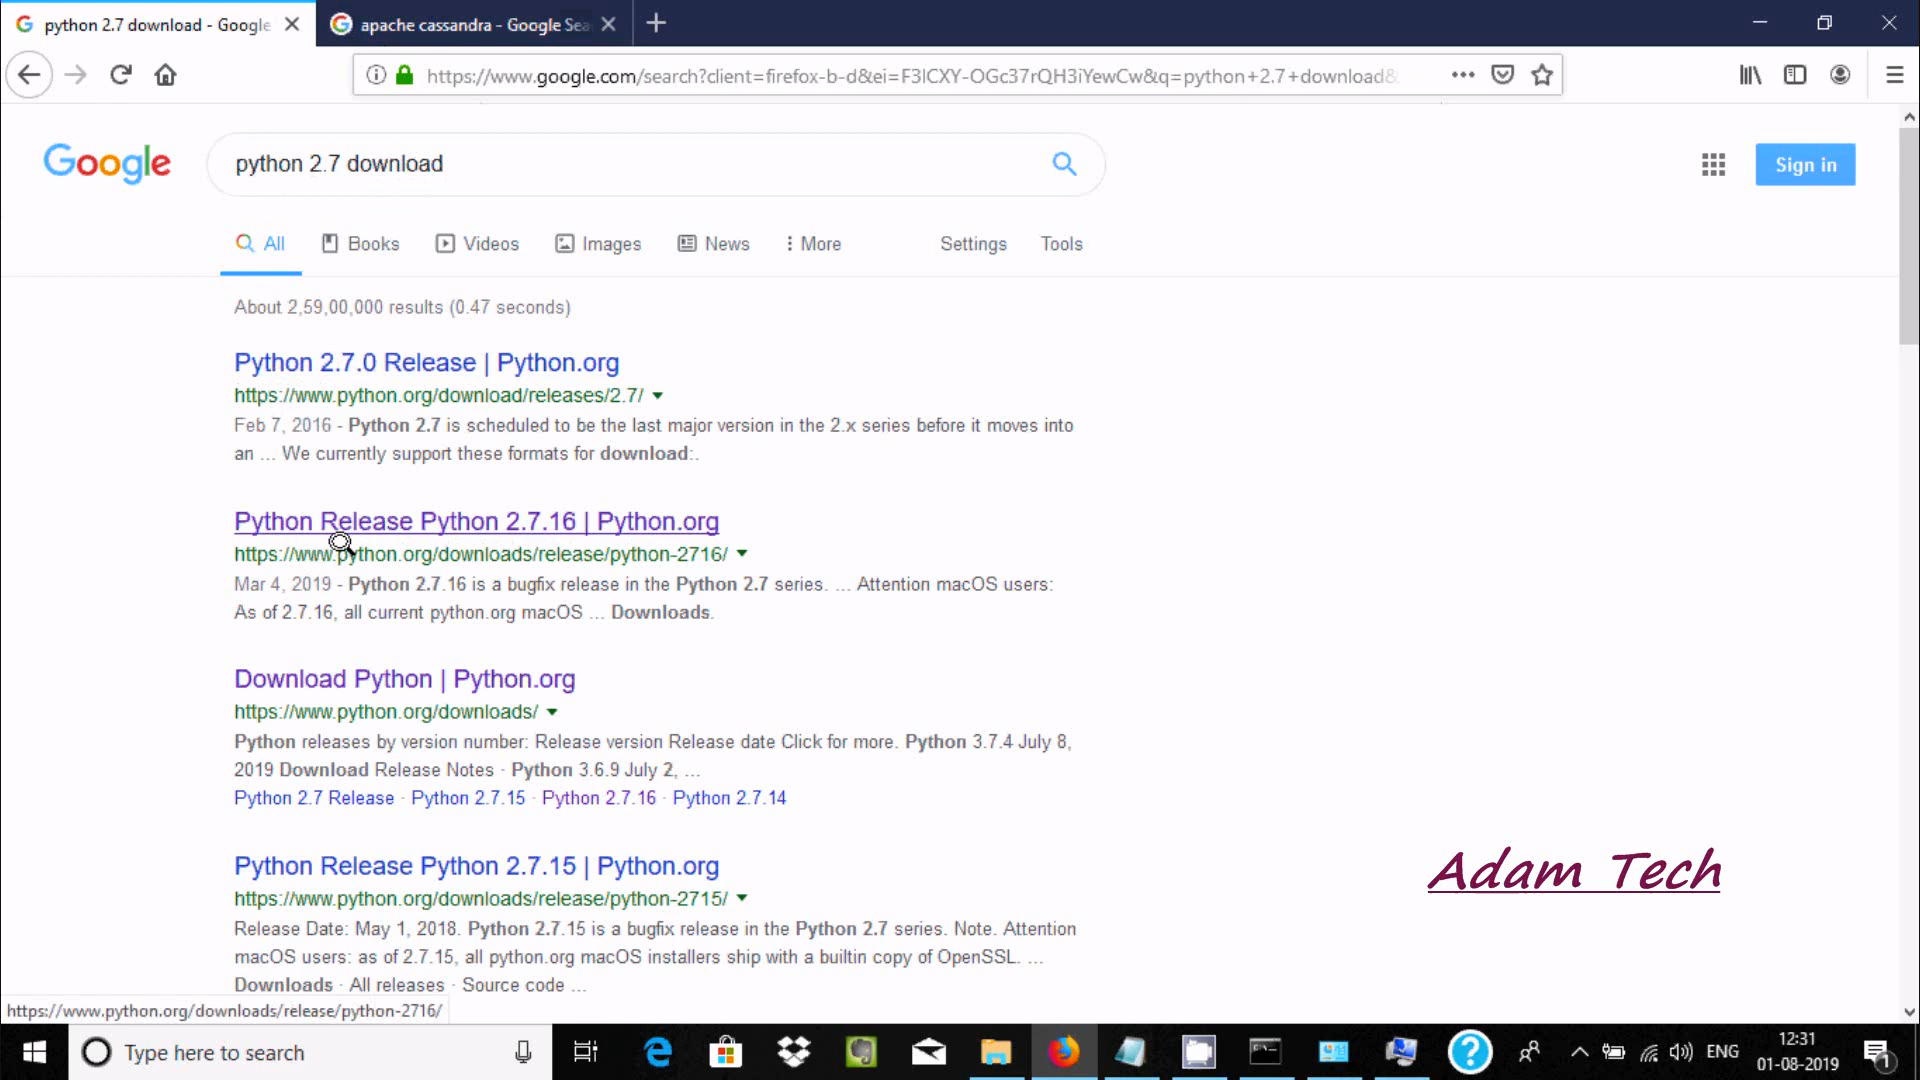 python 2.7 download - Google
apache cassandra - Google Sea
https://www.google.com/search?client=firefox-b-d&ei=F3lCXY-OGc37rQH3iYewCw&q=python+2.7+download&
Google
python 2.7 download
Sign in
All
Books
Videos
Images
News
More
Settings
Tools
About 2,59,00,000 results (0.47 seconds)
Python 2.7.0 Release | Python.org
https://www.python.org/download/releases/2.7/
Feb 7, 2016 - Python 2.7 is scheduled to be the last major version in the 2.x series before it moves into
an ... We currently support these formats for download:.
Python Release Python 2.7.16 | Python.org
https://www.python.org/downloads/release/python-2716/
Mar 4, 2019 - Python 2.7.16 is a bugfix release in the Python 2.7 series. ... Attention macOS users:
As of 2.7.16, all current python.org macOS ... Downloads.
Download Python | Python.org
https://www.python.org/downloads/
Python releases by version number: Release version Release date Click for more. Python 3.7.4 July 8,
2019 Download Release Notes · Python 3.6.9 July 2, ...
Python 2.7 Release · Python 2.7.15 · Python 2.7.16 · Python 2.7.14
Python Release Python 2.7.15 | Python.org
https://www.python.org/downloads/release/python-2715/
Release Date: May 1, 2018. Python 2.7.15 is a bugfix release in the Python 2.7 series. Note. Attention
macOS users: as of 2.7.15, all python.org macOS installers ship with a builtin copy of OpenSSL. ...
Downloads · All releases · Source code ...
Adam Tech
https://www.python.org/downloads/release/python-2716/
Type here to search
ENG
12:31
01-08-2019
1